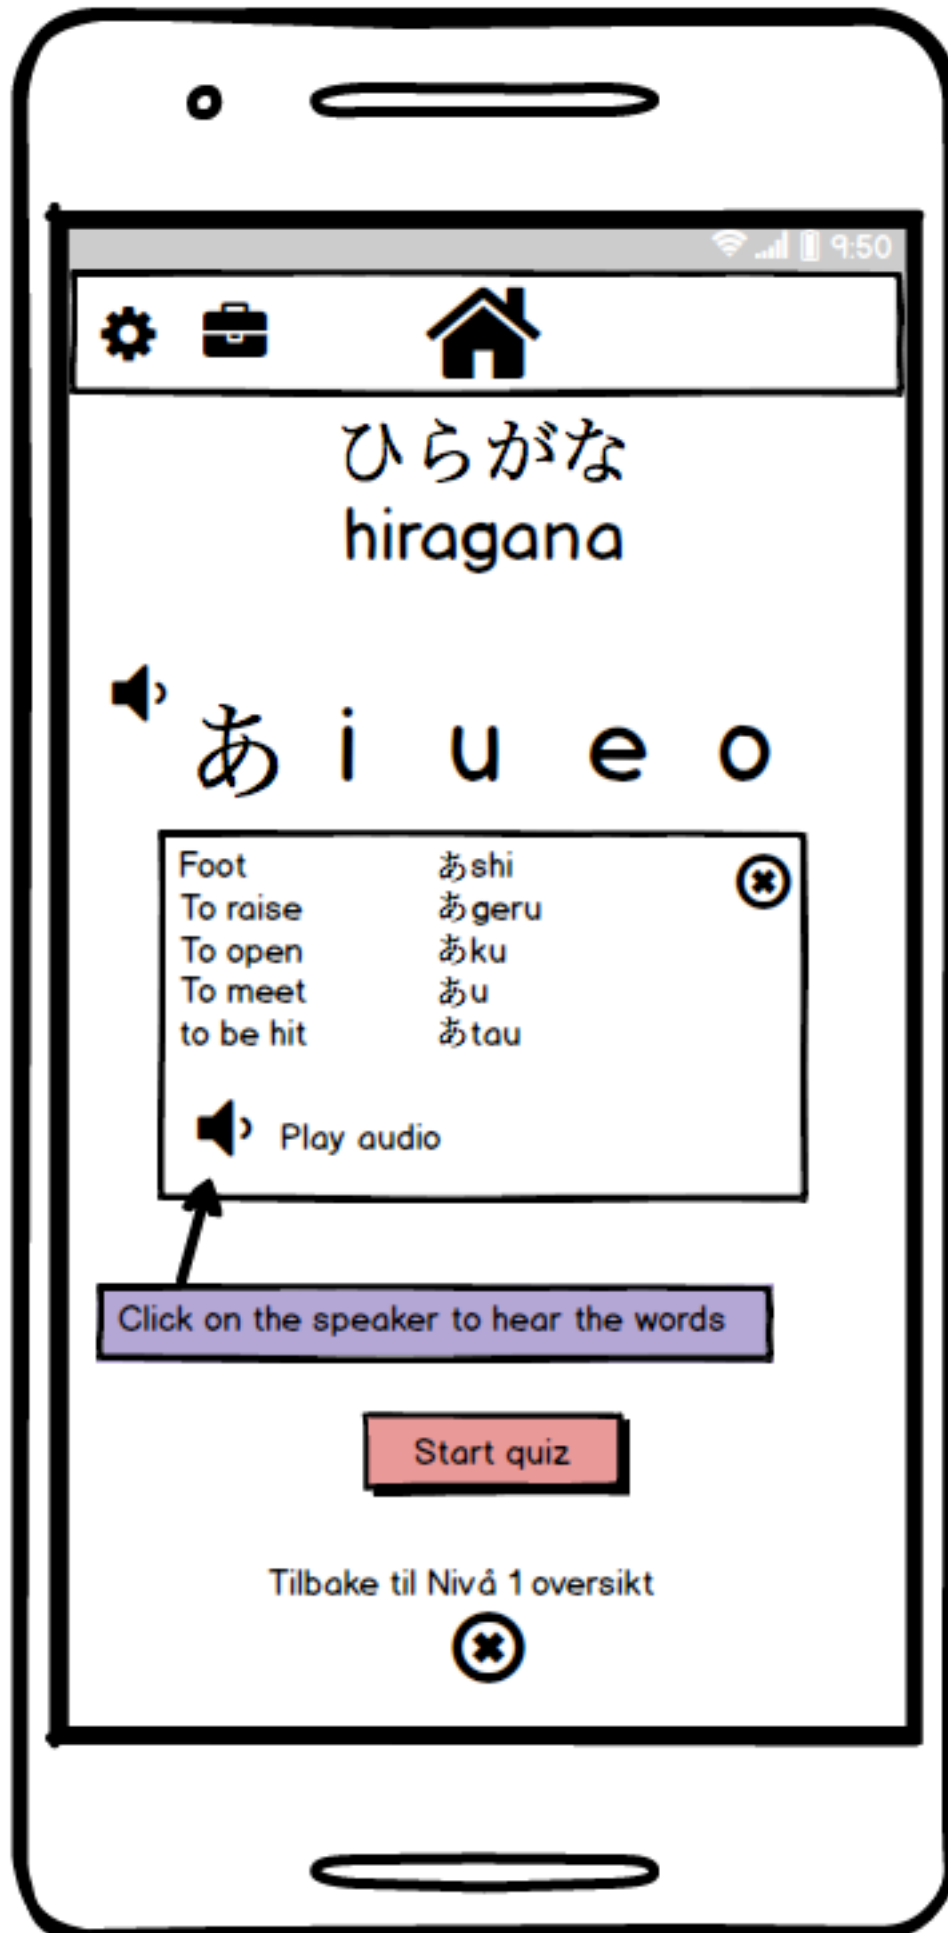 9:50
ひらがな
hiragana
あ i u e o
Foot あshi
To raise あgeru
To open あku
To meet あu
to be hit あtau
Play audio
Click on the speaker to hear the words
Start quiz
Tilbake til Nivå 1 oversikt